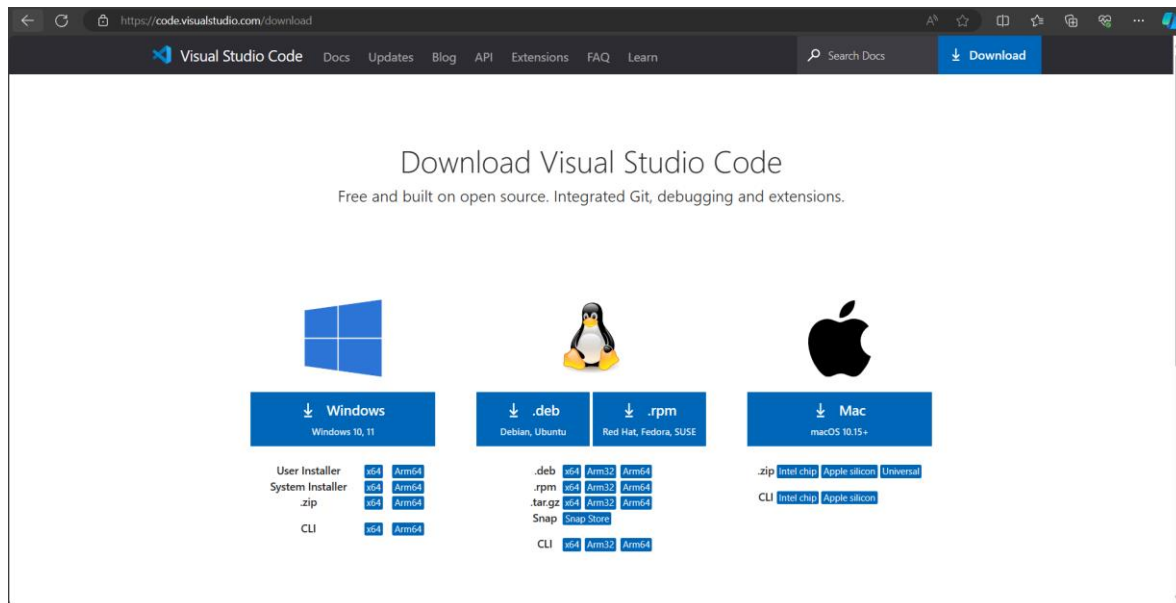 https://code.visualstudio.com/download
Visual Studio Code Docs Updates Blog API Extensions FAQ Learn Search Docs Download
Download Visual Studio Code
Free and built on open source. Integrated Git, debugging and extensions.
Windows
Windows 10, 11
User Installer x64 Arm64
System Installer x64 Arm64
.zip x64 Arm64
CLI x64 Arm64
.deb
Debian, Ubuntu
.rpm
Red Hat, Fedora, SUSE
.deb x64 Arm32 Arm64
.rpm x64 Arm32 Arm64
.tar.gz x64 Arm32 Arm64
Snap Snap Store
CLI x64 Arm32 Arm64
Mac
macOS 10.15+
.zip Intel chip Apple silicon Universal
CLI Intel chip Apple silicon